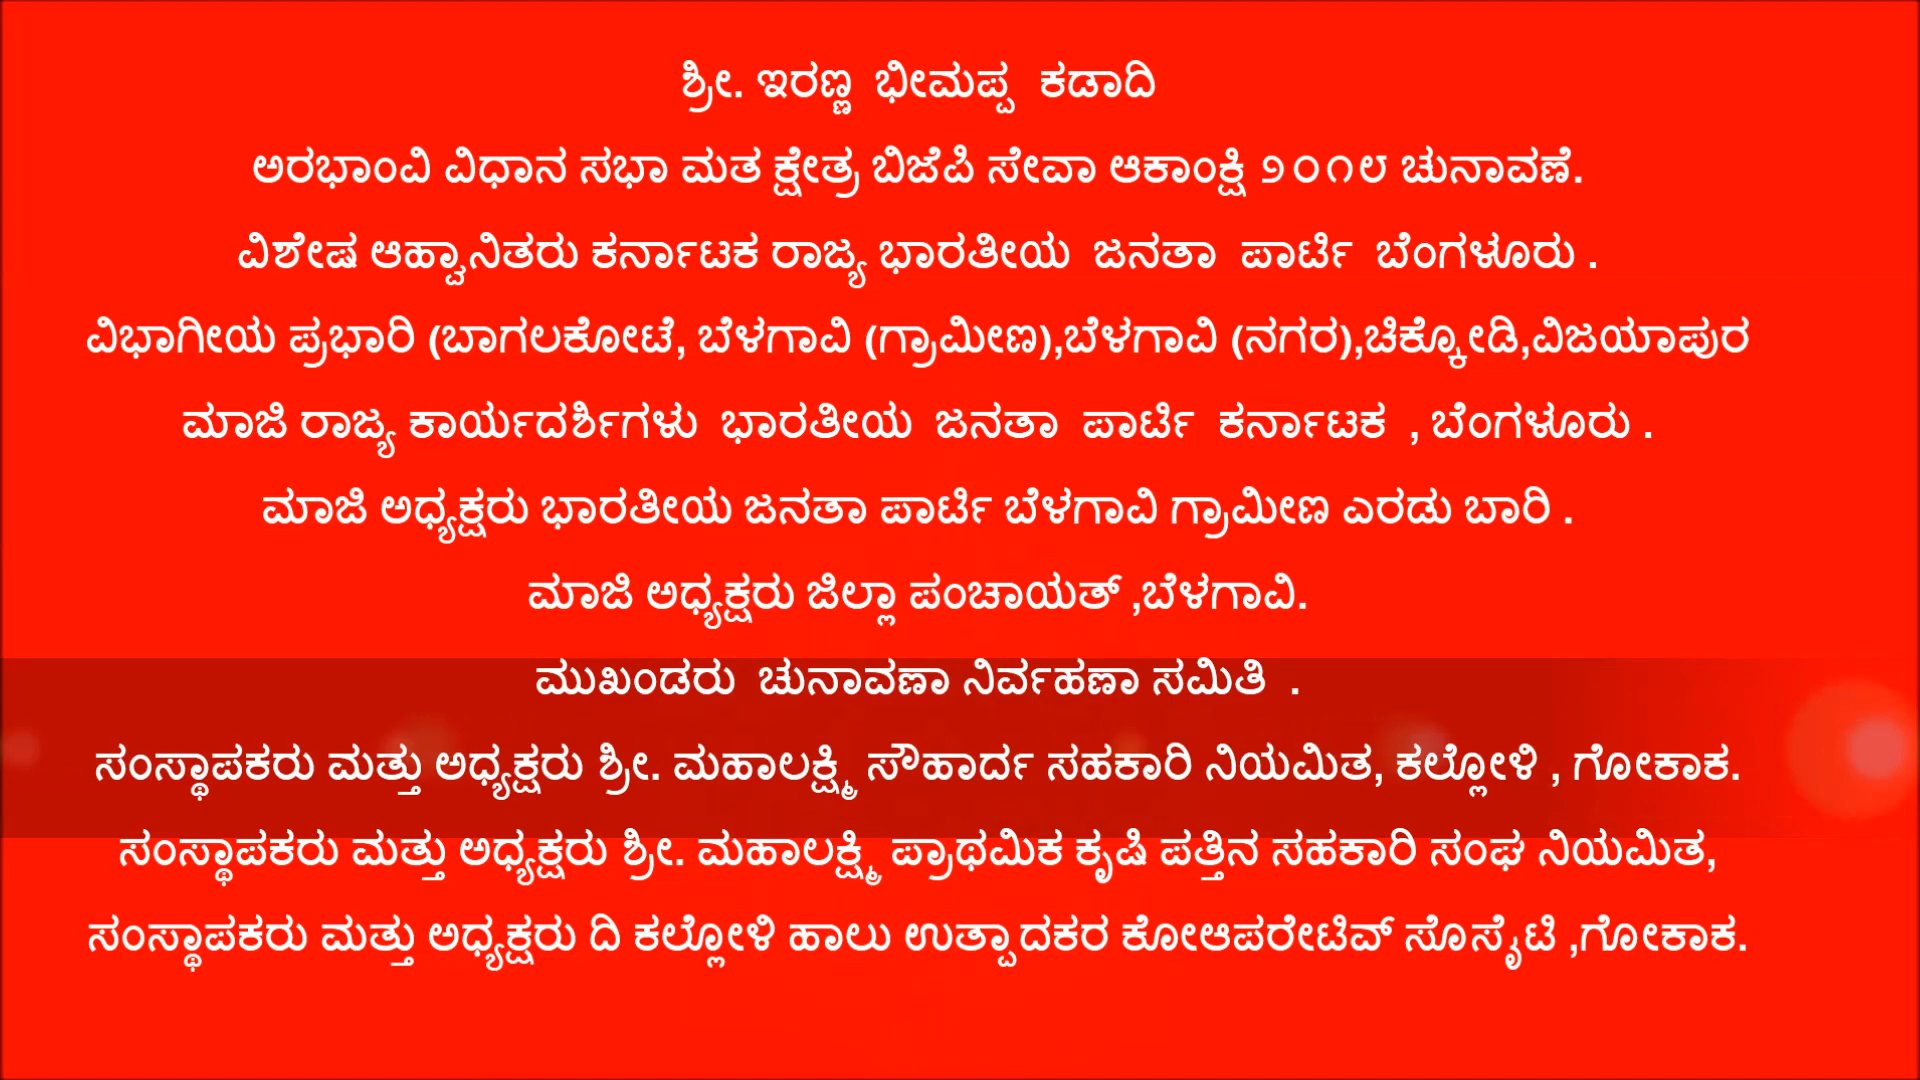 ಶ್ರೀ. ಇರಣ್ಣ ಭೀಮಪ್ಪ ಕಡಾದಿ
ಅರಭಾಂವಿ ವಿಧಾನ ಸಭಾ ಮತ ಕ್ಷೇತ್ರ ಬಿಜೆಪಿ ಸೇವಾ ಆಕಾಂಕ್ಷಿ ೨೦೧೮ ಚುನಾವಣೆ.
ವಿಶೇಷ ಆಹ್ವಾನಿತರು ಕರ್ನಾಟಕ ರಾಜ್ಯ ಭಾರತೀಯ ಜನತಾ ಪಾರ್ಟಿ ಬೆಂಗಳೂರು .
ವಿಭಾಗೀಯ ಪ್ರಭಾರಿ (ಬಾಗಲಕೋಟೆ, ಬೆಳಗಾವಿ (ಗ್ರಾಮೀಣ),ಬೆಳಗಾವಿ (ನಗರ),ಚಿಕ್ಕೋಡಿ,ವಿಜಯಾಪುರ
ಮಾಜಿ ರಾಜ್ಯ ಕಾರ್ಯದರ್ಶಿಗಳು ಭಾರತೀಯ ಜನತಾ ಪಾರ್ಟಿ ಕರ್ನಾಟಕ , ಬೆಂಗಳೂರು .
ಮಾಜಿ ಅಧ್ಯಕ್ಷರು ಭಾರತೀಯ ಜನತಾ ಪಾರ್ಟಿ ಬೆಳಗಾವಿ ಗ್ರಾಮೀಣ ಎರಡು ಬಾರಿ .
ಮಾಜಿ ಅಧ್ಯಕ್ಷರು ಜಿಲ್ಲಾ ಪಂಚಾಯತ್ ,ಬೆಳಗಾವಿ.
ಮುಖಂಡರು ಚುನಾವಣಾ ನಿರ್ವಹಣಾ ಸಮಿತಿ .
ಸಂಸ್ಥಾಪಕರು ಮತ್ತು ಅಧ್ಯಕ್ಷರು ಶ್ರೀ. ಮಹಾಲಕ್ಷ್ಮಿ ಸೌಹಾರ್ದ ಸಹಕಾರಿ ನಿಯಮಿತ, ಕಲ್ಲೋಳಿ , ಗೋಕಾಕ.
ಸಂಸ್ಥಾಪಕರು ಮತ್ತು ಅಧ್ಯಕ್ಷರು ಶ್ರೀ. ಮಹಾಲಕ್ಷ್ಮಿ ಪ್ರಾಥಮಿಕ ಕೃಷಿ ಪತ್ತಿನ ಸಹಕಾರಿ ಸಂಘ ನಿಯಮಿತ,
ಸಂಸ್ಥಾಪಕರು ಮತ್ತು ಅಧ್ಯಕ್ಷರು ದಿ ಕಲ್ಲೋಳಿ ಹಾಲು ಉತ್ಪಾದಕರ ಕೋಆಪರೇಟಿವ್ ಸೊಸೈಟಿ ,ಗೋಕಾಕ.